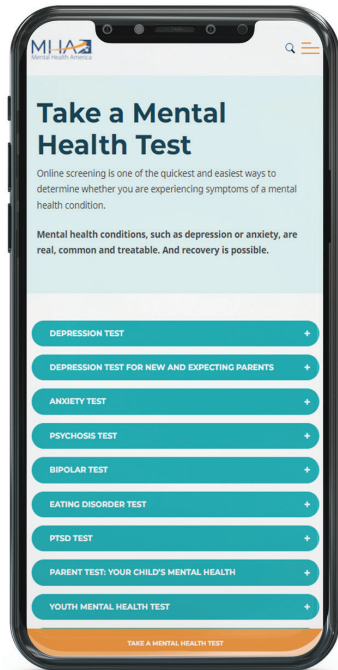 MHA
Mental Health America
Take a Mental
Health Test
Online screening is one of the quickest and easiest ways to
determine whether you are experiencing symptoms of a mental
health condition.
Mental health conditions, such as depression or anxiety, are
real, common and treatable. And recovery is possible.
DEPRESSION TEST +
DEPRESSION TEST FOR NEW AND EXPECTING PARENTS +
ANXIETY TEST +
PSYCHOSIS TEST +
BIPOLAR TEST +
EATING DISORDER TEST +
PTSD TEST +
PARENT TEST: YOUR CHILD'S MENTAL HEALTH +
YOUTH MENTAL HEALTH TEST +
TAKE A MENTAL HEALTH TEST